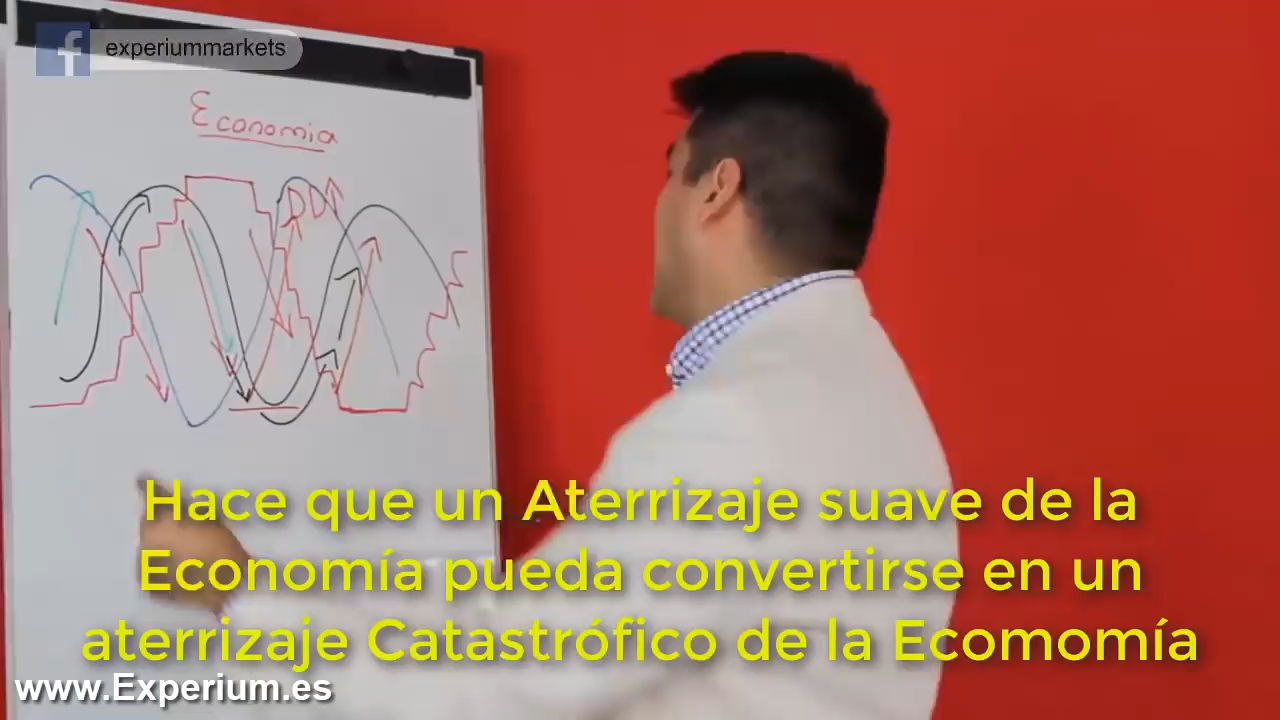 experiummarkets
Economia
DD
Hace que un Aterrizaje suave de la
Economía pueda convertirse en un
aterrizaje Catastrófico de la Ecomomía
www.Experium.es